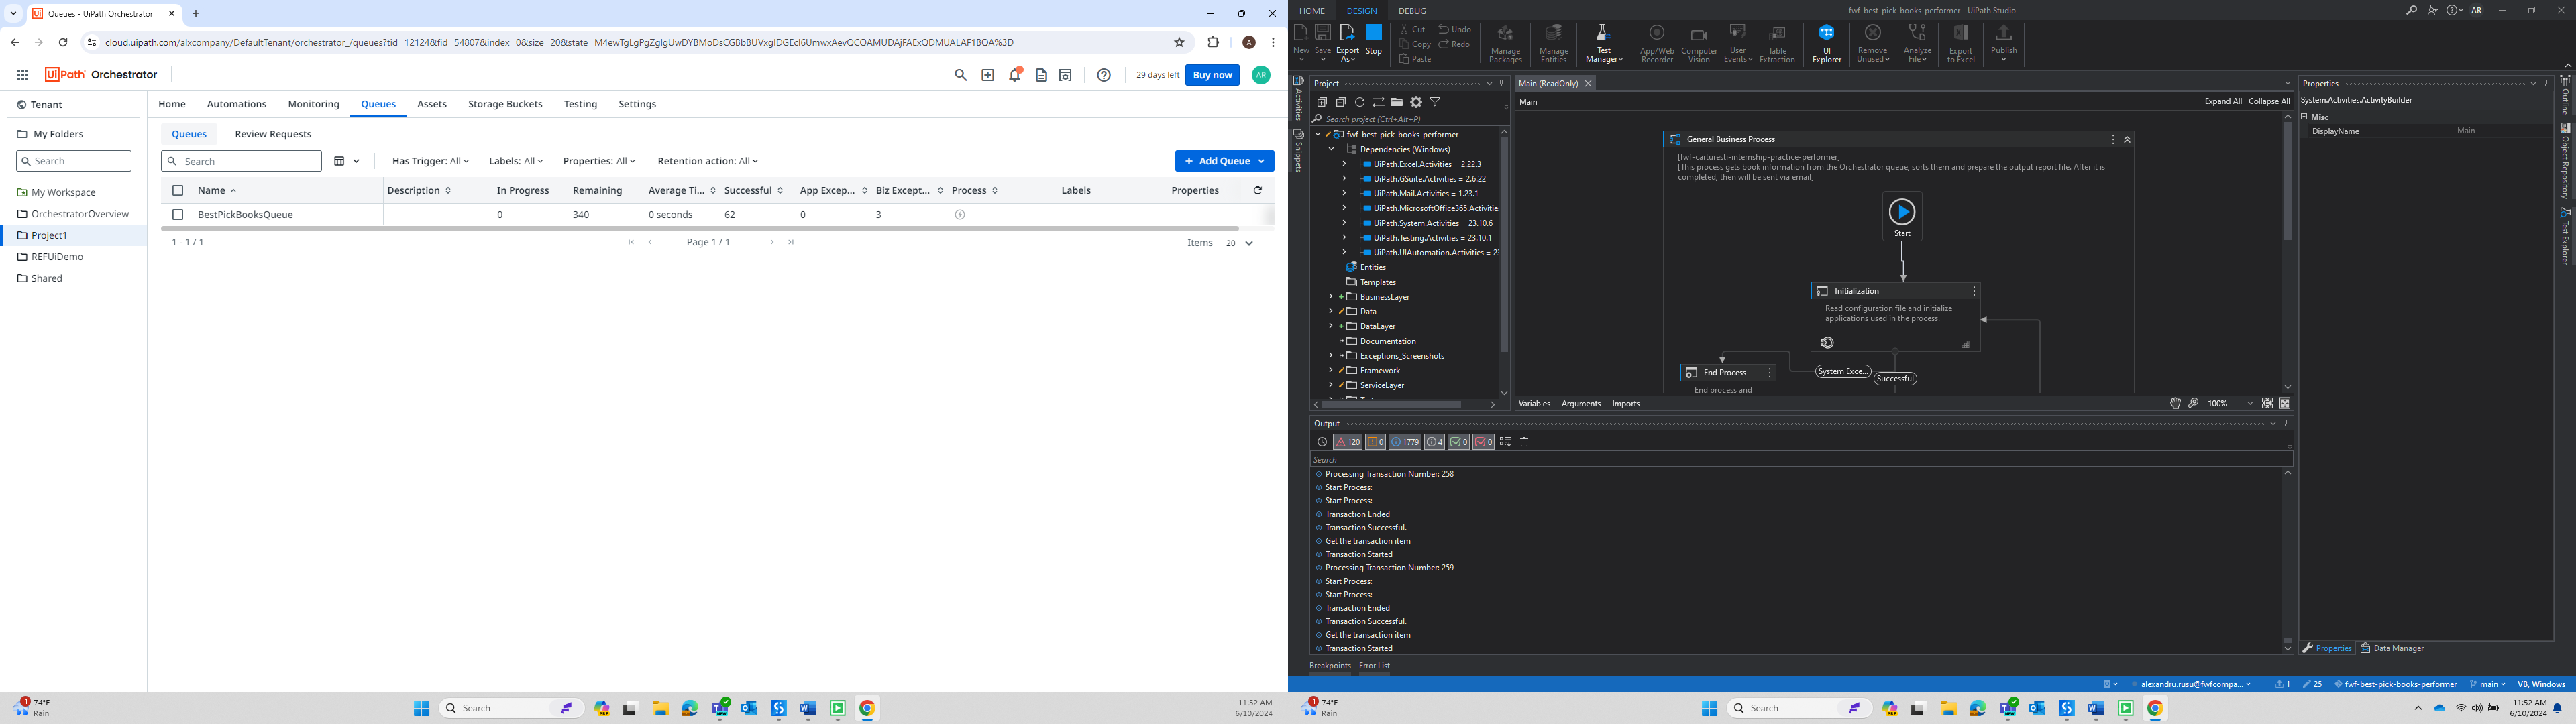 Queues - UiPath Orchestrator
cloud.uipath.com/alxcompany/DefaultTenant/orchestrator_/queues?tid=12124&fid=54807&index=0&size=20&state=
A
UiPath Orchestrator
29 days left
Buy now
AR
Tenant
My Folders
Search
My Workspace
OrchestratorOverview
Project1
REFUiDemo
Shared
Home Automations Monitoring Queues Assets Storage Buckets Testing Settings
Queues Review Requests
Search
Has Trigger: All Labels: All Properties: All Retention action: All
Add Queue
Name Description In Progress Remaining Average Ti... Successful App Excep... Biz Except... Process Labels Properties
BestPickBooksQueue 0 340 0 seconds 62 0 3
1 - 1 / 1 Page 1 / 1 Items 20
74°F
Rain
Search
11:52 AM
6/10/2024
HOME DESIGN DEBUG
fwf-best-pick-books-performer - UiPath Studio
AR
New
Save
Export As
Stop
Cut
Copy
Paste
Undo
Redo
Manage Packages
Manage Entities
Test Manager
App/Web Recorder
Computer Vision
User Events
Table Extraction
UI Explorer
Remove Unused
Analyze File
Export to Excel
Publish
Activities
Snippets
Project
Search project (Ctrl+Alt+P)
fwf-best-pick-books-performer
Dependencies (Windows)
UiPath.Excel.Activities = 2.22.3
UiPath.GSuite.Activities = 2.6.22
UiPath.Mail.Activities = 1.23.1
UiPath.MicrosoftOffice365.Activitie
UiPath.System.Activities = 23.10.6
UiPath.Testing.Activities = 23.10.1
UiPath.UIAutomation.Activities = 2
Entities
Templates
BusinessLayer
Data
DataLayer
Documentation
Exceptions_Screenshots
Framework
ServiceLayer
Main (ReadOnly)
Main
Expand All Collapse All
General Business Process
[fwf-carturesti-internship-practice-performer]
[This process gets book information from the Orchestrator queue, sorts them and prepare the output report file. After it is
completed, then will be sent via email]
Start
Initialization
Read configuration file and initialize
applications used in the process.
End Process
End process and
System Exce...
Successful
Variables Arguments Imports
100%
Output
120 0 1779 4 0 0
Search
Processing Transaction Number: 258
Start Process:
Start Process:
Transaction Ended
Transaction Successful.
Get the transaction item
Transaction Started
Processing Transaction Number: 259
Start Process:
Start Process:
Transaction Ended
Transaction Successful.
Get the transaction item
Transaction Started
Breakpoints Error List
Properties
System.Activities.ActivityBuilder
Misc
DisplayName Main
Properties Data Manager
Outline
Object Repository
Test Explorer
alexandru.rusu@fwfcompa... 1 25 fwf-best-pick-books-performer main VB, Windows
74°F
Rain
Search
11:52 AM
6/10/2024